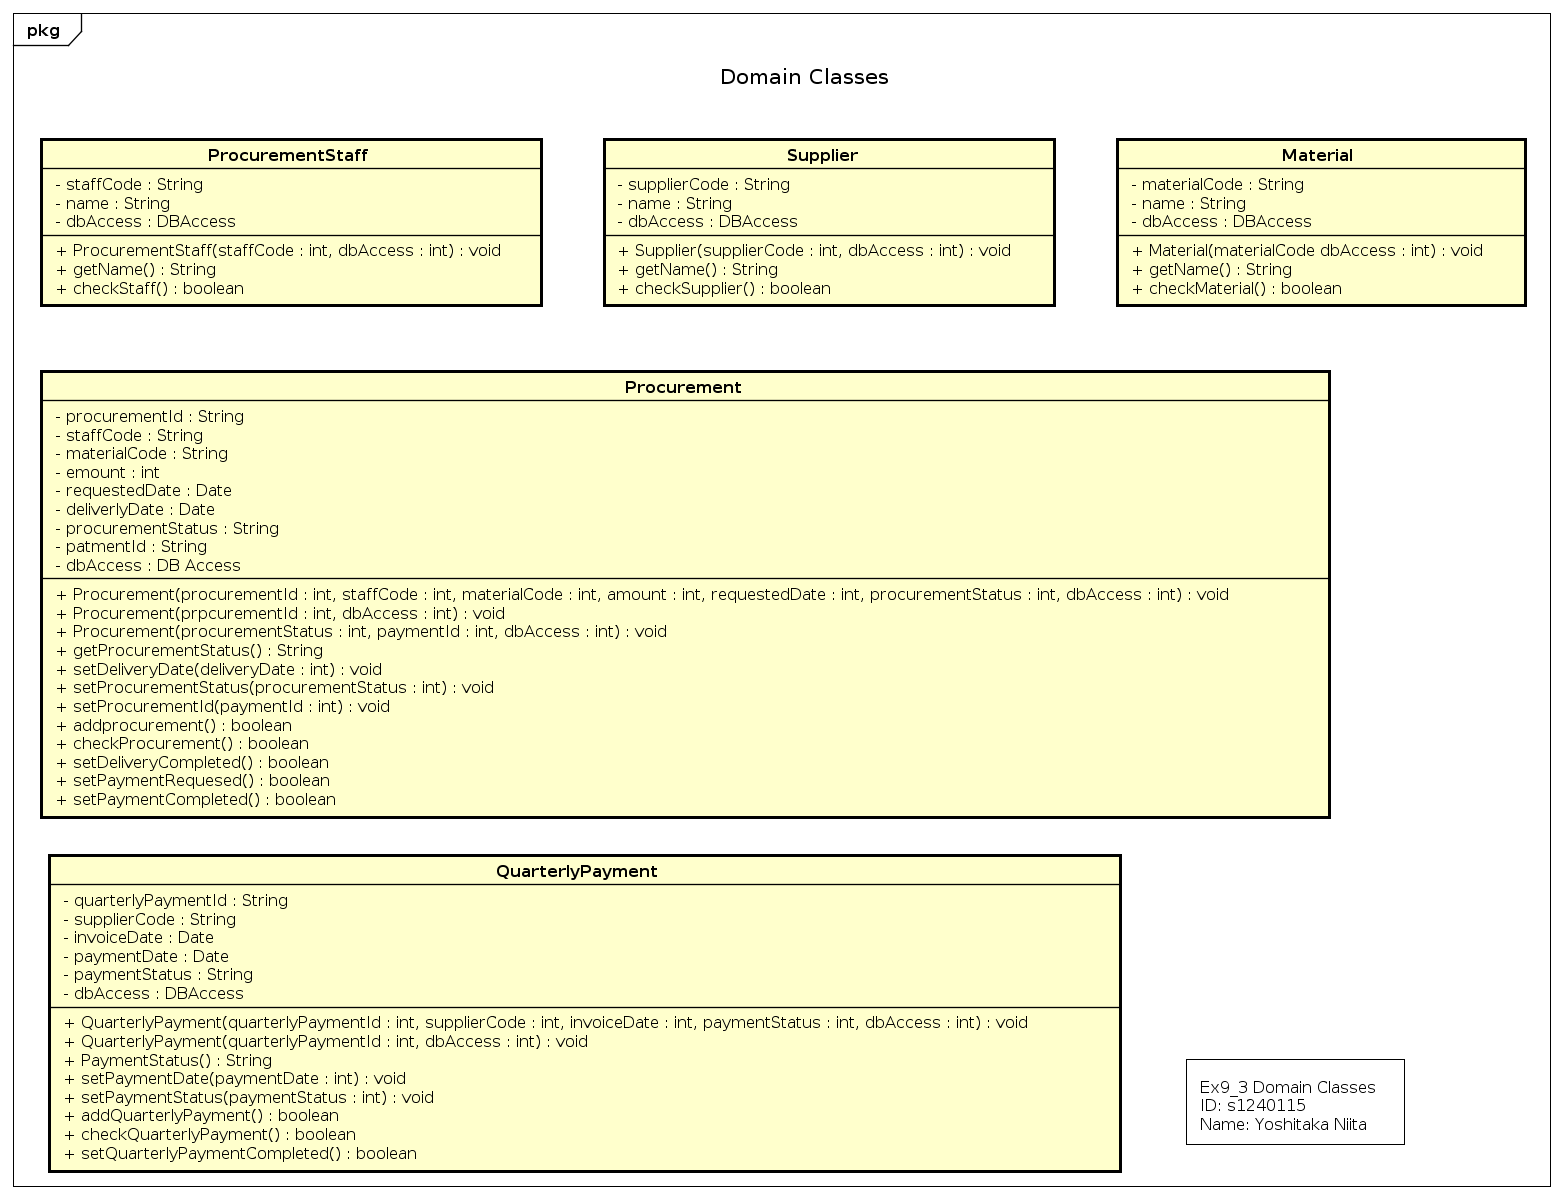 pkg
Domain Classes
ProcurementStaff
- staffCode : String
- name : String
- dbAccess : DBAccess
+ ProcurementStaff(staffCode : int, dbAccess : int) : void
+ getName() : String
+ checkStaff() : boolean
Supplier
- supplierCode : String
- name : String
- dbAccess : DBAccess
+ Supplier(supplierCode : int, dbAccess : int) : void
+ getName() : String
+ checkSupplier() : boolean
Material
- materialCode : String
- name : String
- dbAccess : DBAccess
+ Material(materialCode dbAccess : int) : void
+ getName() : String
+ checkMaterial() : boolean
Procurement
- procurementId : String
- staffCode : String
- materialCode : String
- emount : int
- requestedDate : Date
- deliverlyDate : Date
- procurementStatus : String
- patmentId : String
- dbAccess : DB Access
+ Procurement(procurementId : int, staffCode : int, materialCode : int, amount : int, requestedDate : int, procurementStatus : int, dbAccess : int) : void
+ Procurement(prpcurementId : int, dbAccess : int) : void
+ Procurement(procurementStatus : int, paymentId : int, dbAccess : int) : void
+ getProcurementStatus() : String
+ setDeliveryDate(deliveryDate : int) : void
+ setProcurementStatus(procurementStatus : int) : void
+ setProcurementId(paymentId : int) : void
+ addprocurement() : boolean
+ checkProcurement() : boolean
+ setDeliveryCompleted() : boolean
+ setPaymentRequesed() : boolean
+ setPaymentCompleted() : boolean
QuarterlyPayment
- quarterlyPaymentId : String
- supplierCode : String
- invoiceDate : Date
- paymentDate : Date
- paymentStatus : String
- dbAccess : DBAccess
+ QuarterlyPayment(quarterlyPaymentId : int, supplierCode : int, invoiceDate : int, paymentStatus : int, dbAccess : int) : void
+ QuarterlyPayment(quarterlyPaymentId : int, dbAccess : int) : void
+ PaymentStatus() : String
+ setPaymentDate(paymentDate : int) : void
+ setPaymentStatus(paymentStatus : int) : void
+ addQuarterlyPayment() : boolean
+ checkQuarterlyPayment() : boolean
+ setQuarterlyPaymentCompleted() : boolean
Ex9_3 Domain Classes
ID: s1240115
Name: Yoshitaka Niita